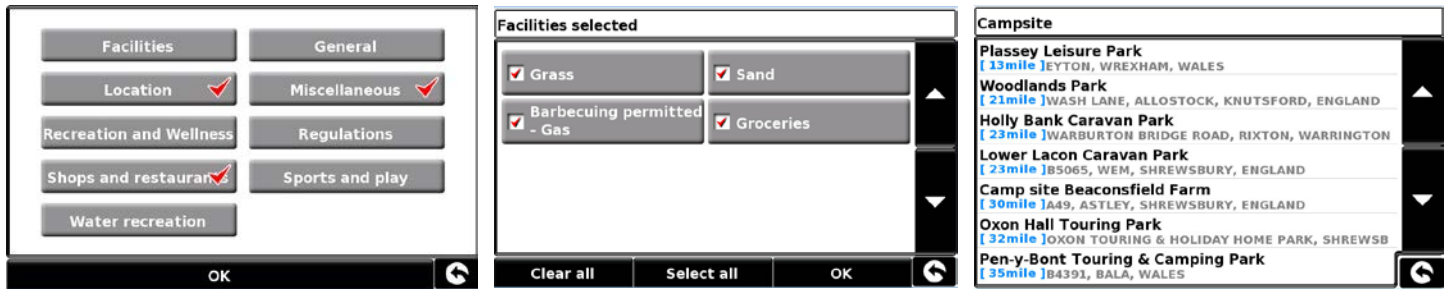 Facilities
General
Location
Miscellaneous
Recreation and Wellness
Regulations
Shops and restaurants
Sports and play
Water recreation
OK
Facilities selected
Grass
Sand
Barbecuing permitted
- Gas
Groceries
Clear all
Select all
OK
Campsite
Plassey Leisure Park
[ 13mile ]EYTON, WREXHAM, WALES
Woodlands Park
[ 21mile ]WASH LANE, ALLOSTOCK, KNUTSFORD, ENGLAND
Holly Bank Caravan Park
[ 23mile ]WARBURTON BRIDGE ROAD, RIXTON, WARRINGTON
Lower Lacon Caravan Park
[ 23mile ]B5065, WEM, SHREWSBURY, ENGLAND
Camp site Beaconsfield Farm
[ 30mile ]A49, ASTLEY, SHREWSBURY, ENGLAND
Oxon Hall Touring Park
[ 32mile ]OXON TOURING & HOLIDAY HOME PARK, SHREWSB
Pen-y-Bont Touring & Camping Park
[ 35mile ]B4391, BALA, WALES